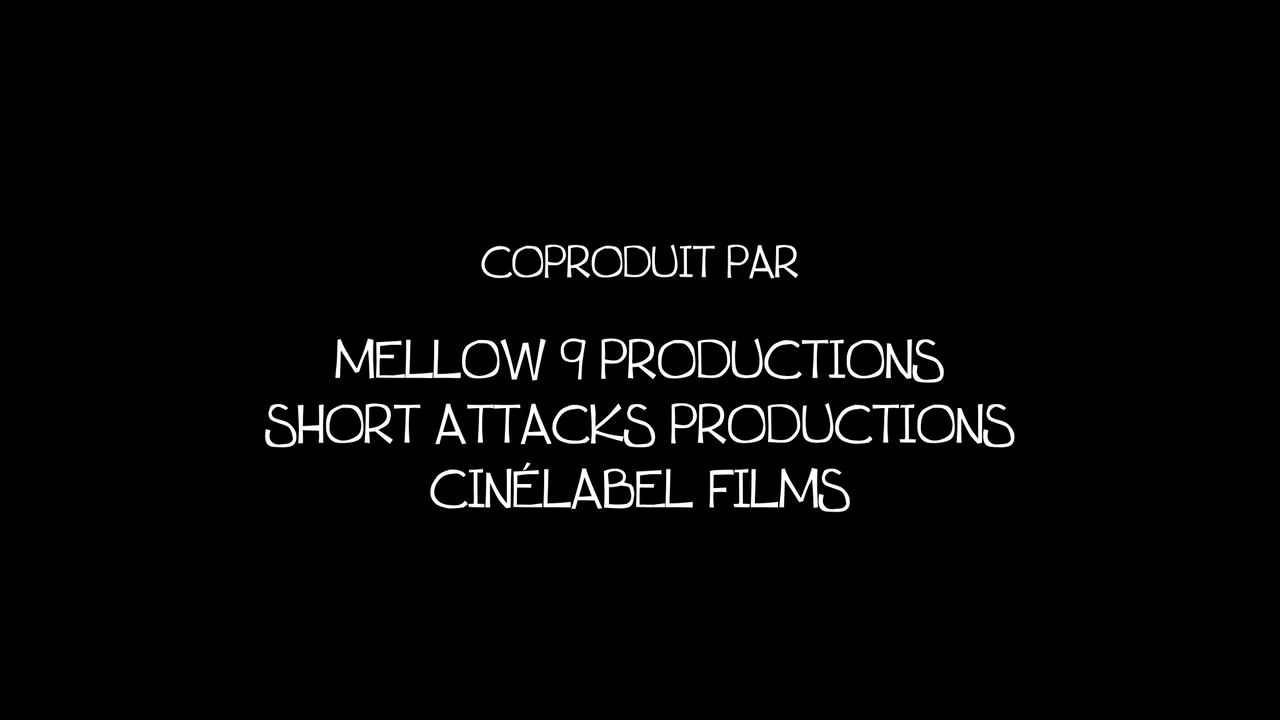 COPRODUIT PAR
MELLOW 9 PRODUCTIONS
SHORT ATTACKS PRODUCTIONS
CINÉLABEL FILMS